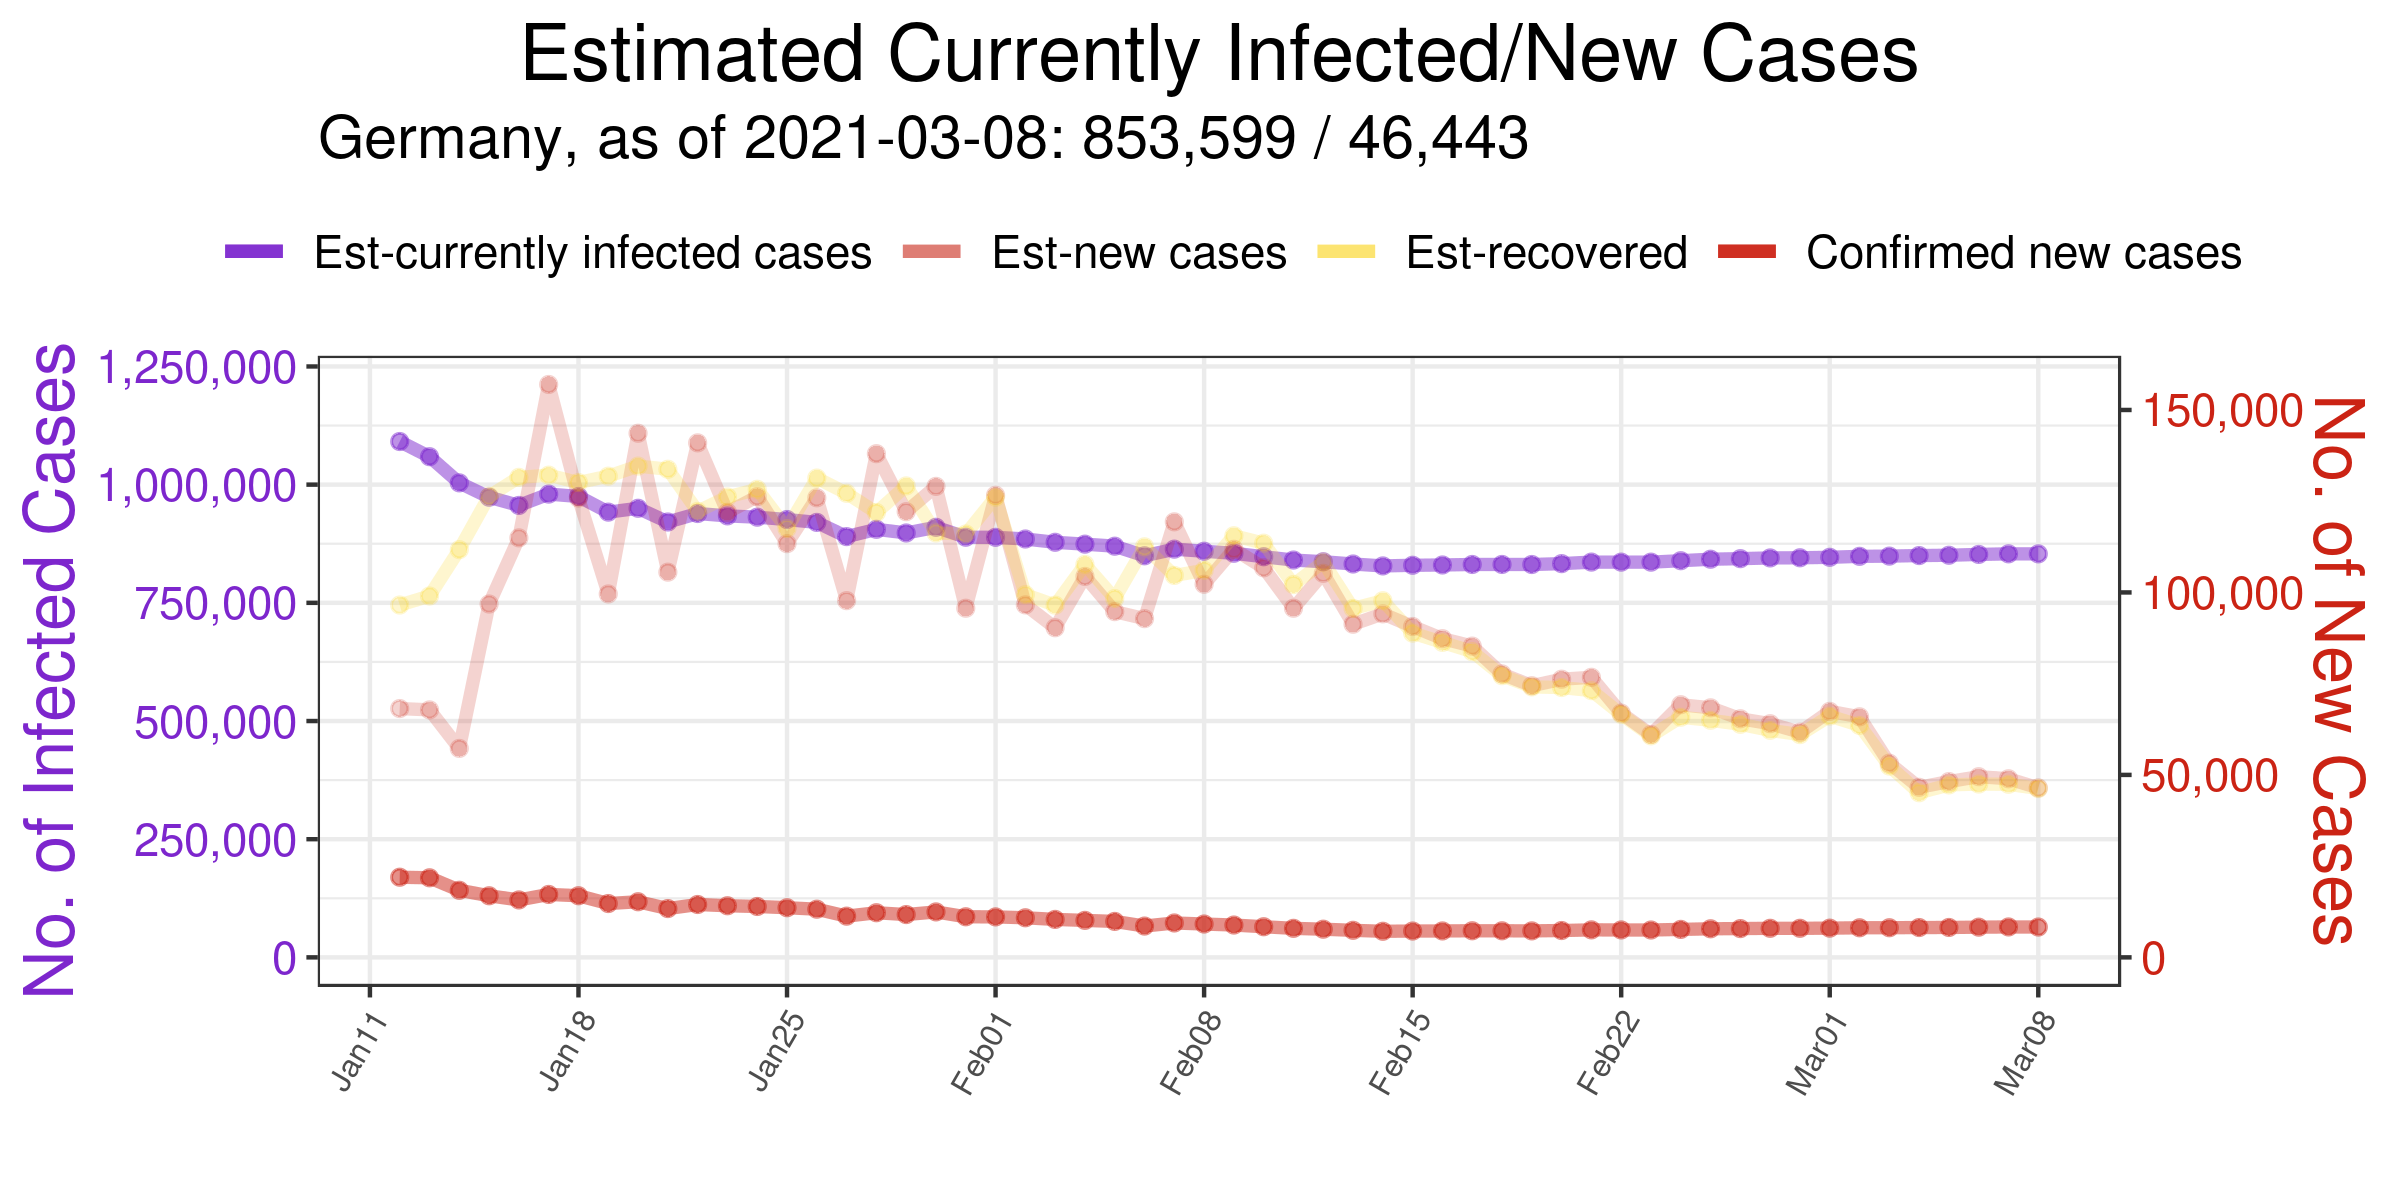 Estimated Currently Infected/New Cases
Germany, as of 2021-03-08: 853,599 / 46,443
Est-currently infected cases Est-new cases Est-recovered Confirmed new cases
No. of Infected Cases
1,250,000
1,000,000
750,000
500,000
250,000
0
150,000
100,000
50,000
0
No. of New Cases
Jan11 Jan18 Jan25 Feb01 Feb08 Feb15 Feb22 Mar01 Mar08